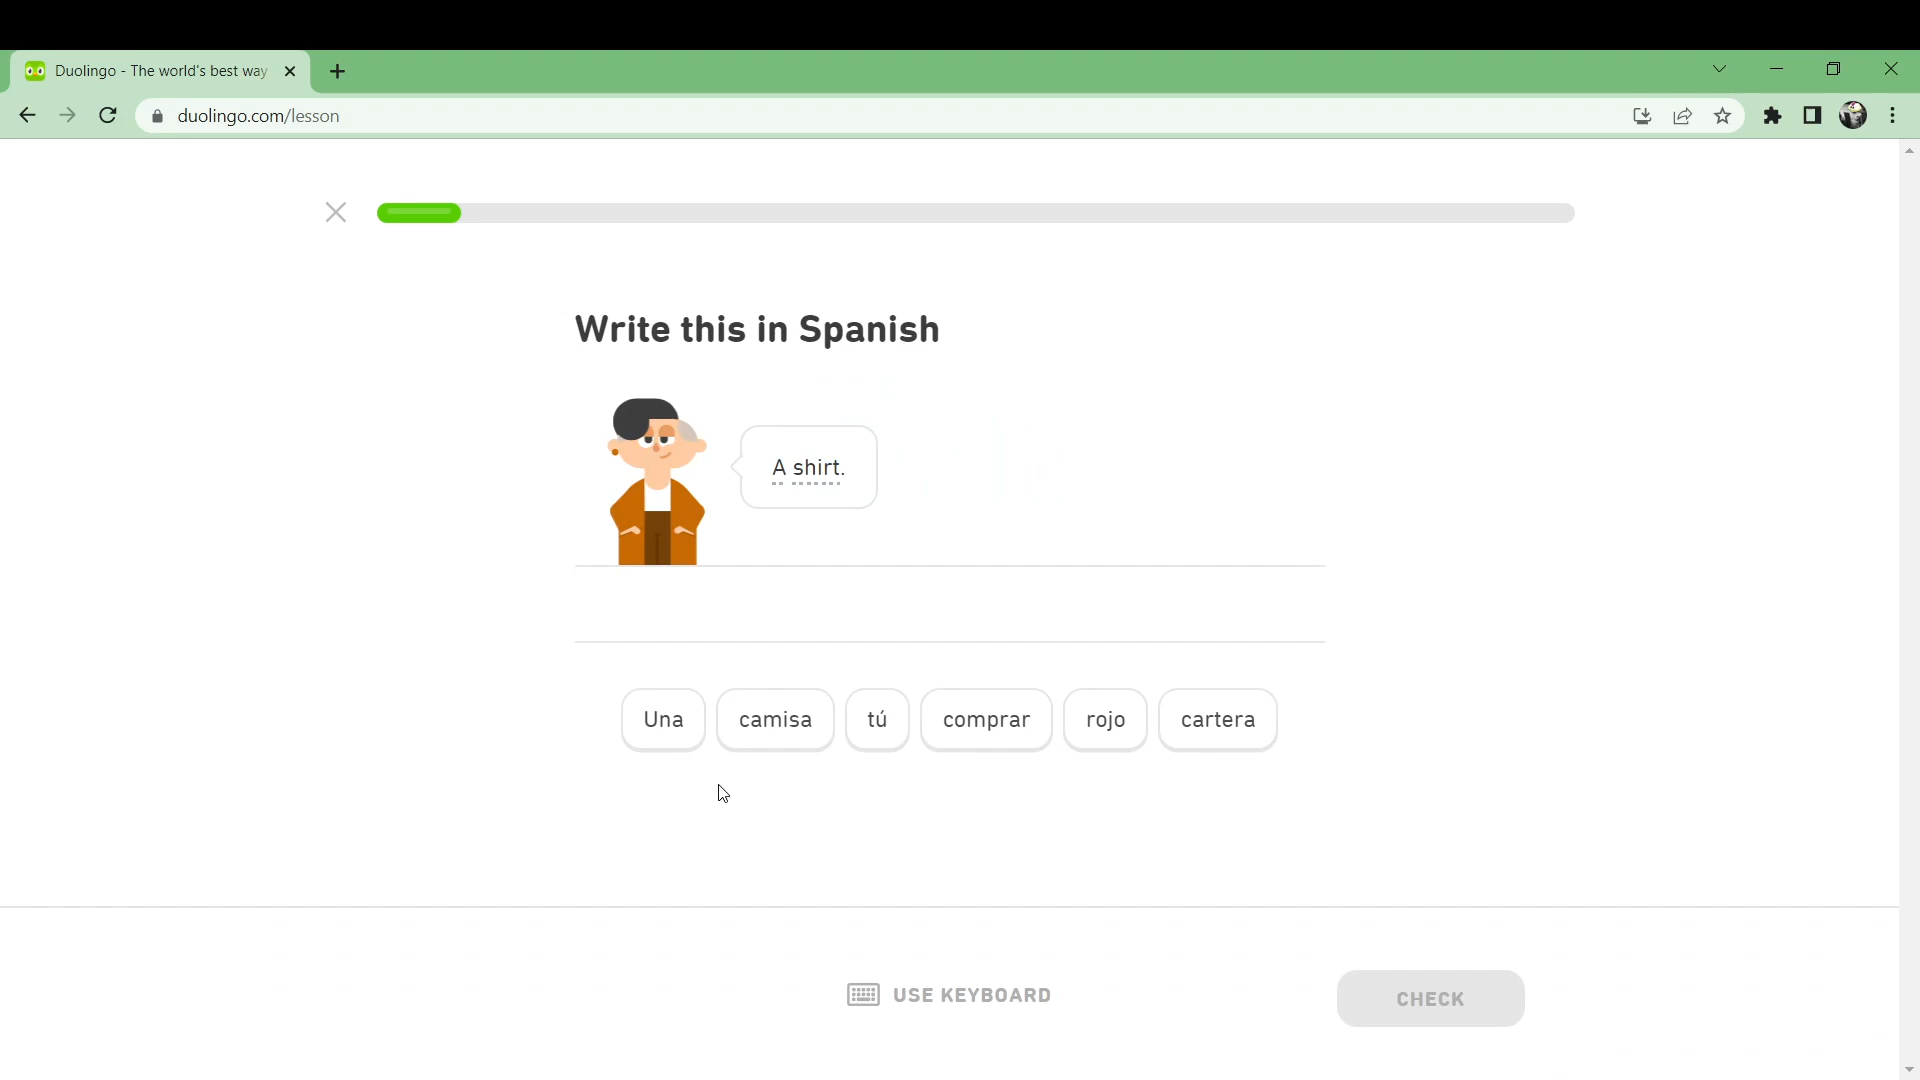 Duolingo - The world's best way
duolingo.com/lesson
Write this in Spanish
A shirt.
Una camisa tú comprar rojo cartera
USE KEYBOARD CHECK